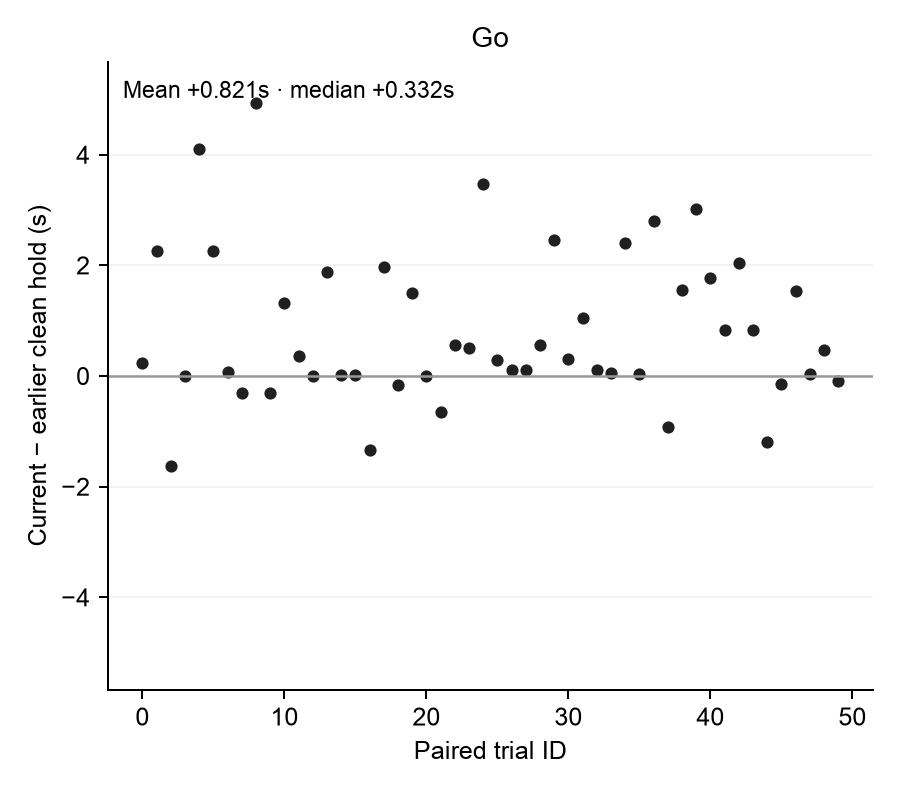 Go
Mean +0.821s · median +0.332s
Current − earlier clean hold (s)
4
2
0
−2
−4
0 10 20 30 40 50
Paired trial ID